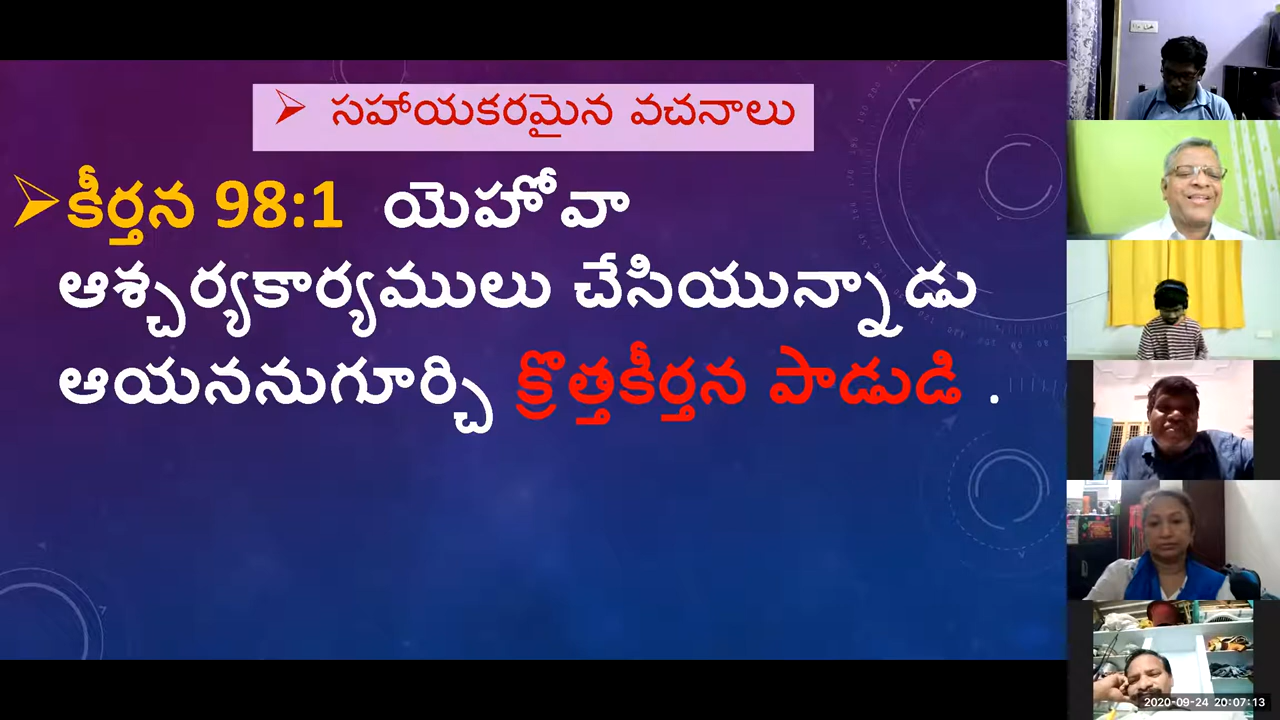 ➢ సహాయకరమైన వచనాలు
➢కీర్తన 98:1 యెహోవా
ఆశ్చర్యకార్యములు చేసియున్నాడు
ఆయననుగూర్చి క్రొత్తకీర్తన పాడుడి .
2020-09-24 20:07:13